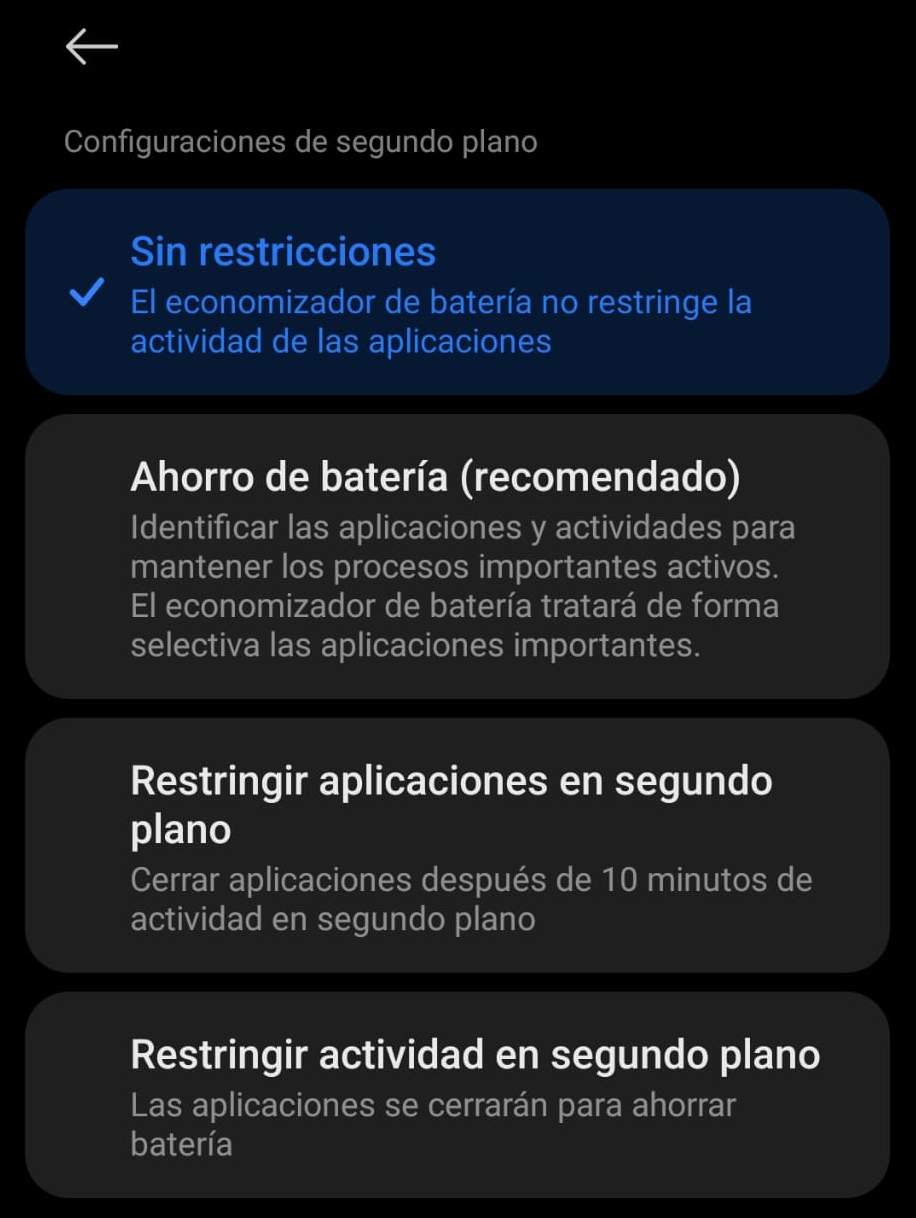 Configuraciones de segundo plano
Sin restricciones
El economizador de batería no restringe la
actividad de las aplicaciones
Ahorro de batería (recomendado)
Identificar las aplicaciones y actividades para
mantener los procesos importantes activos.
El economizador de batería tratará de forma
selectiva las aplicaciones importantes.
Restringir aplicaciones en segundo
plano
Cerrar aplicaciones después de 10 minutos de
actividad en segundo plano
Restringir actividad en segundo plano
Las aplicaciones se cerrarán para ahorrar
batería